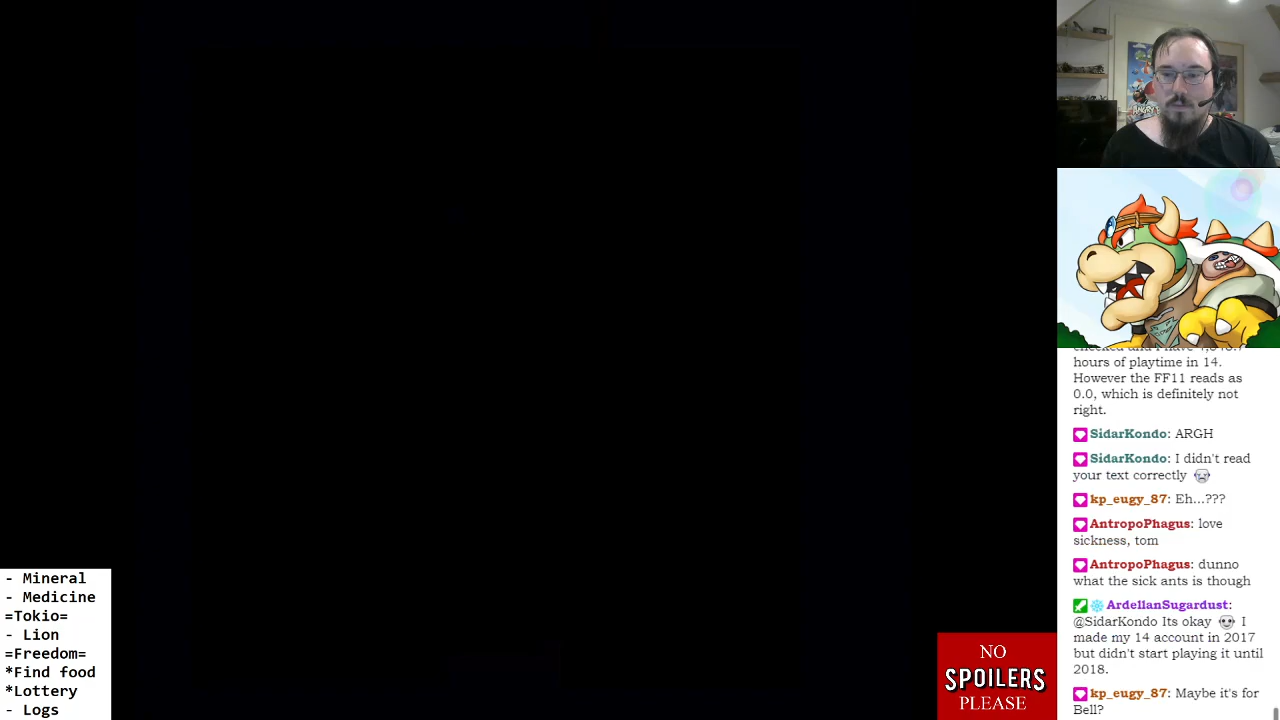 hours of playtime in 14.
However the FF11 reads as
0.0, which is definitely not
right.
SidarKondo: ARGH
SidarKondo: I didn't read
your text correctly
kp_eugy_87: Eh...???
AntropoPhagus: love
sickness, tom
AntropoPhagus: dunno
what the sick ants is though
ArdellanSugardust:
@SidarKondo Its okay I
made my 14 account in 2017
but didn't start playing it until
2018.
kp_eugy_87: Maybe it's for
Bell?
- Mineral
- Medicine
=Tokio=
- Lion
=Freedom=
*Find food
*Lottery
- Logs
NO
SPOILERS
PLEASE